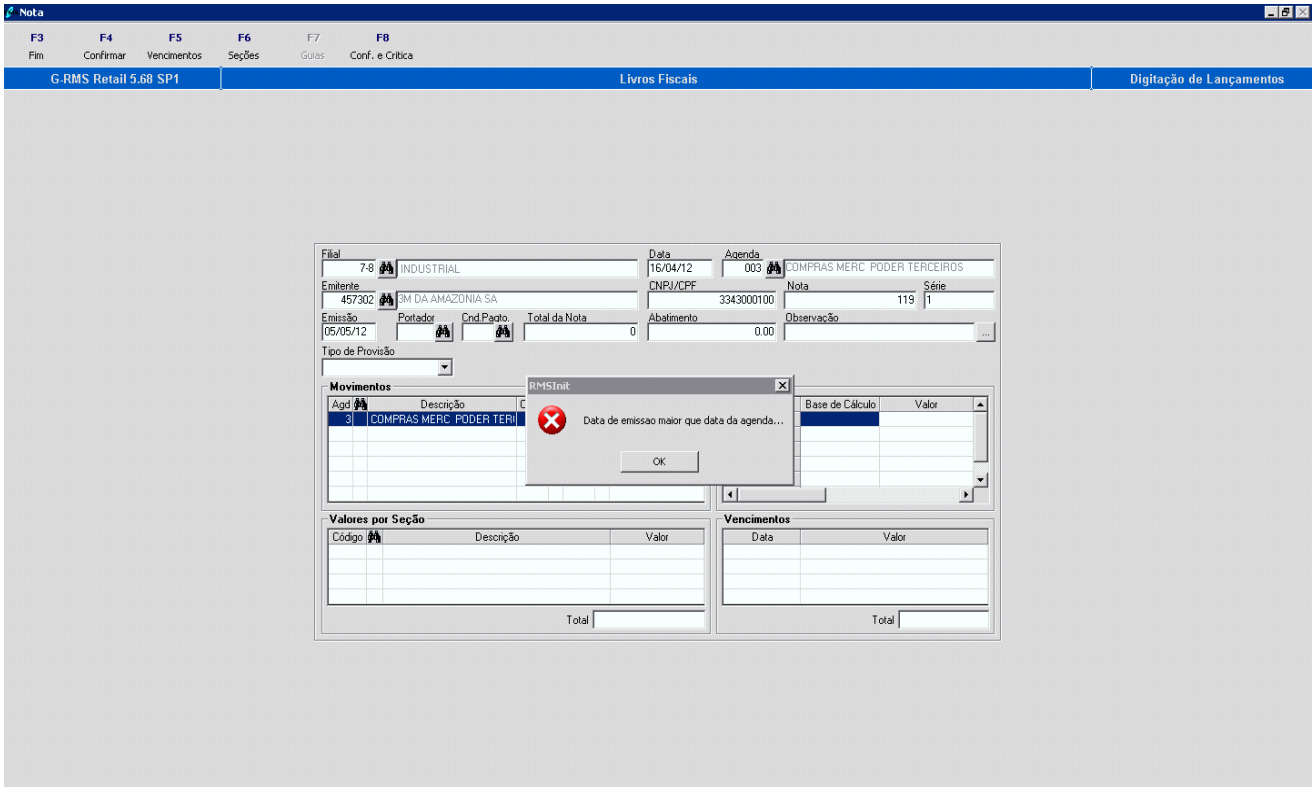 Nota
F3 F4 F5 F6 F7 F8
Fim Confirmar Vencimentos Seções Guias Conf. e Critica
G-RMS Retail 5.68 SP1 Livros Fiscais Digitação de Lançamentos
Filial Data Agenda
7-8 INDUSTRIAL 16/04/12 003 COMPRAS MERC PODER TERCEIROS
Emitente CNPJ/CPF Nota Série
457302 3M DA AMAZONIA SA 3343000100 119 1
Emissão Portador Cnd.Pagto. Total da Nota Abatimento Observação
05/05/12 0 0.00 ...
Tipo de Provisão
Movimentos RMSInit
Agd Descrição C Base de Cálculo Valor
3 COMPRAS MERC PODER TERI Data de emissao maior que data da agenda...
OK
Valores por Seção Vencimentos
Código Descrição Valor Data Valor
Total Total